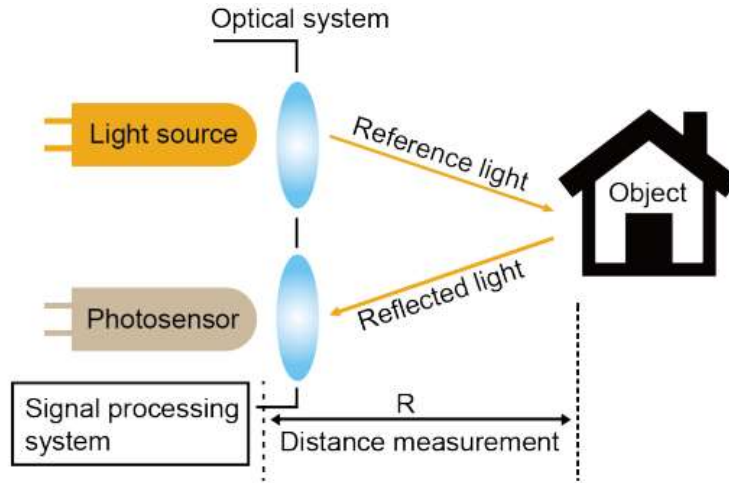 Optical system
Light source
Reference light
Object
Photosensor
Reflected light
Signal processing
system
R
Distance measurement